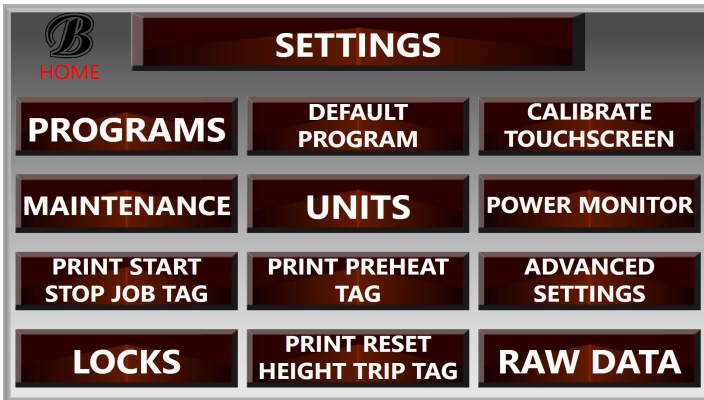 B
HOME
SETTINGS
PROGRAMS
DEFAULT
PROGRAM
CALIBRATE
TOUCHSCREEN
MAINTENANCE
UNITS
POWER MONITOR
PRINT START
STOP JOB TAG
PRINT PREHEAT
TAG
ADVANCED
SETTINGS
LOCKS
PRINT RESET
HEIGHT TRIP TAG
RAW DATA